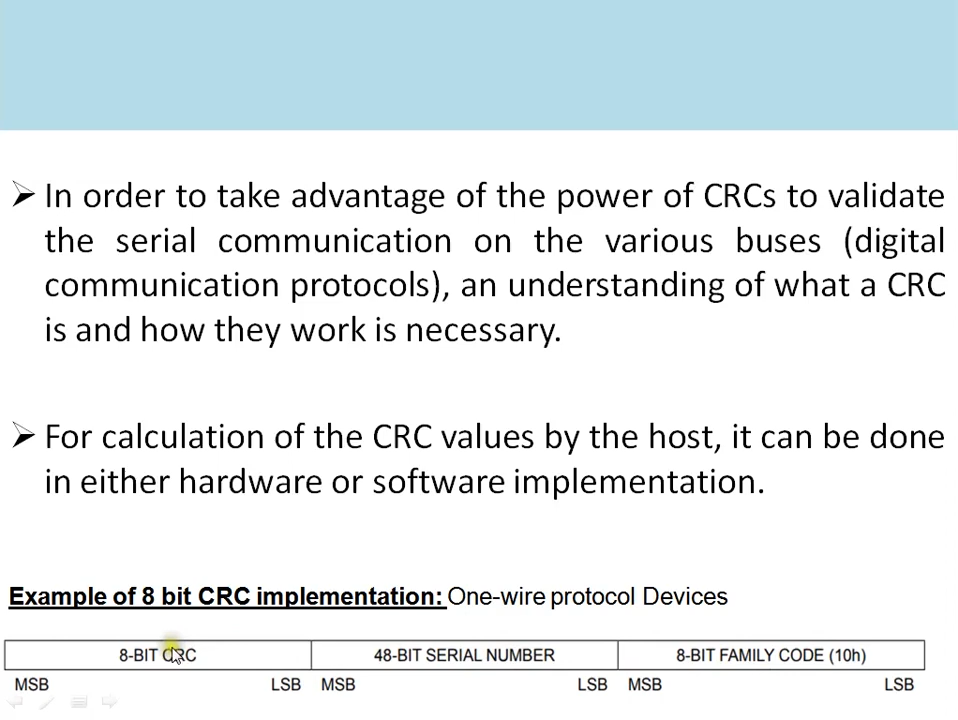 In order to take advantage of the power of CRCs to validate
the serial communication on the various buses (digital
communication protocols), an understanding of what a CRC
is and how they work is necessary.
For calculation of the CRC values by the host, it can be done
in either hardware or software implementation.
Example of 8 bit CRC implementation: One-wire protocol Devices
8-BIT CRC 48-BIT SERIAL NUMBER 8-BIT FAMILY CODE (10h)
MSB LSB MSB LSB MSB LSB